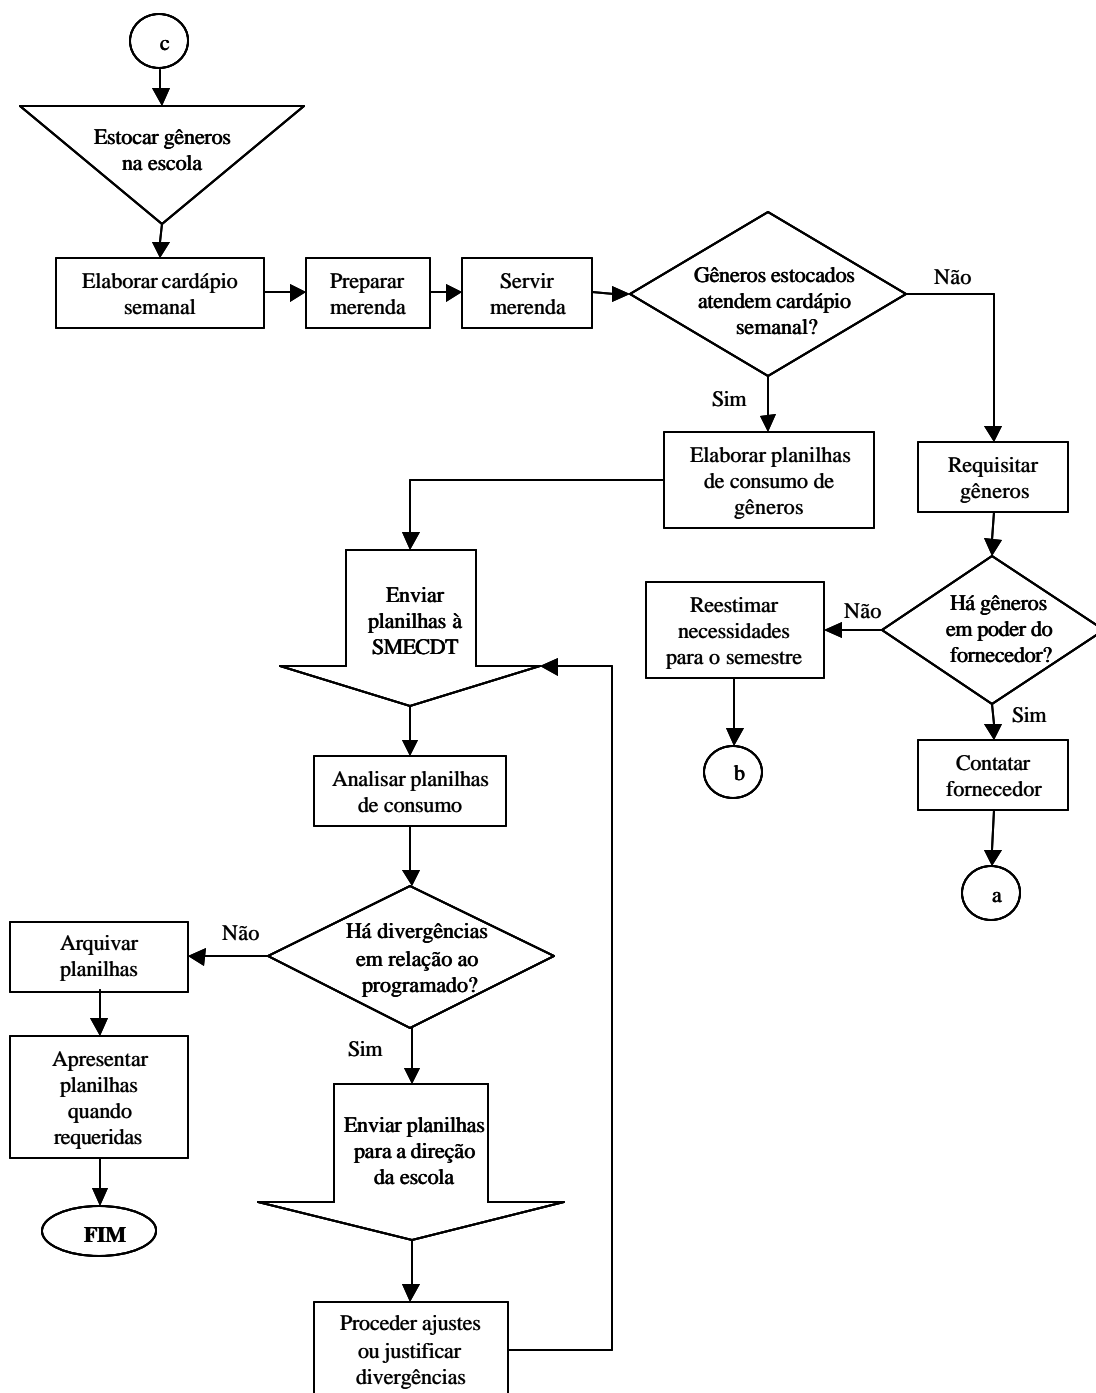 c
Estocar gêneros
na escola
Elaborar cardápio
semanal
Preparar
merenda
Servir
merenda
Gêneros estocados
atendem cardápio
semanal?
Não
Sim
Elaborar planilhas
de consumo de
gêneros
Requisitar
gêneros
Enviar
planilhas à
SMECDT
Reestimar
necessidades
para o semestre
Não
Há gêneros
em poder do
fornecedor?
Sim
b
Contatar
fornecedor
a
Analisar planilhas
de consumo
Há divergências
em relação ao
programado?
Não
Arquivar
planilhas
Sim
Apresentar
planilhas
quando
requeridas
FIM
Enviar planilhas
para a direção
da escola
Proceder ajustes
ou justificar
divergências